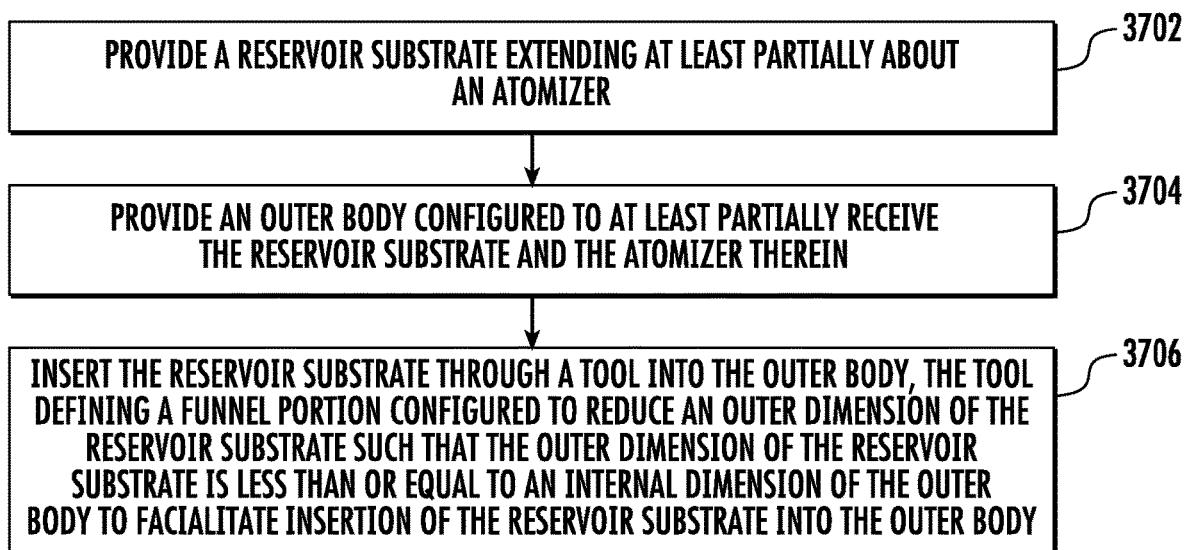 PROVIDE A RESERVOIR SUBSTRATE EXTENDING AT LEAST PARTIALLY ABOUT
AN ATOMIZER
3702
PROVIDE AN OUTER BODY CONFIGURED TO AT LEAST PARTIALLY RECEIVE
THE RESERVOIR SUBSTRATE AND THE ATOMIZER THEREIN
3704
INSERT THE RESERVOIR SUBSTRATE THROUGH A TOOL INTO THE OUTER BODY, THE TOOL
DEFINING A FUNNEL PORTION CONFIGURED TO REDUCE AN OUTER DIMENSION OF THE
RESERVOIR SUBSTRATE SUCH THAT THE OUTER DIMENSION OF THE RESERVOIR
SUBSTRATE IS LESS THAN OR EQUAL TO AN INTERNAL DIMENSION OF THE OUTER
BODY TO FACIALITATE INSERTION OF THE RESERVOIR SUBSTRATE INTO THE OUTER BODY
3706